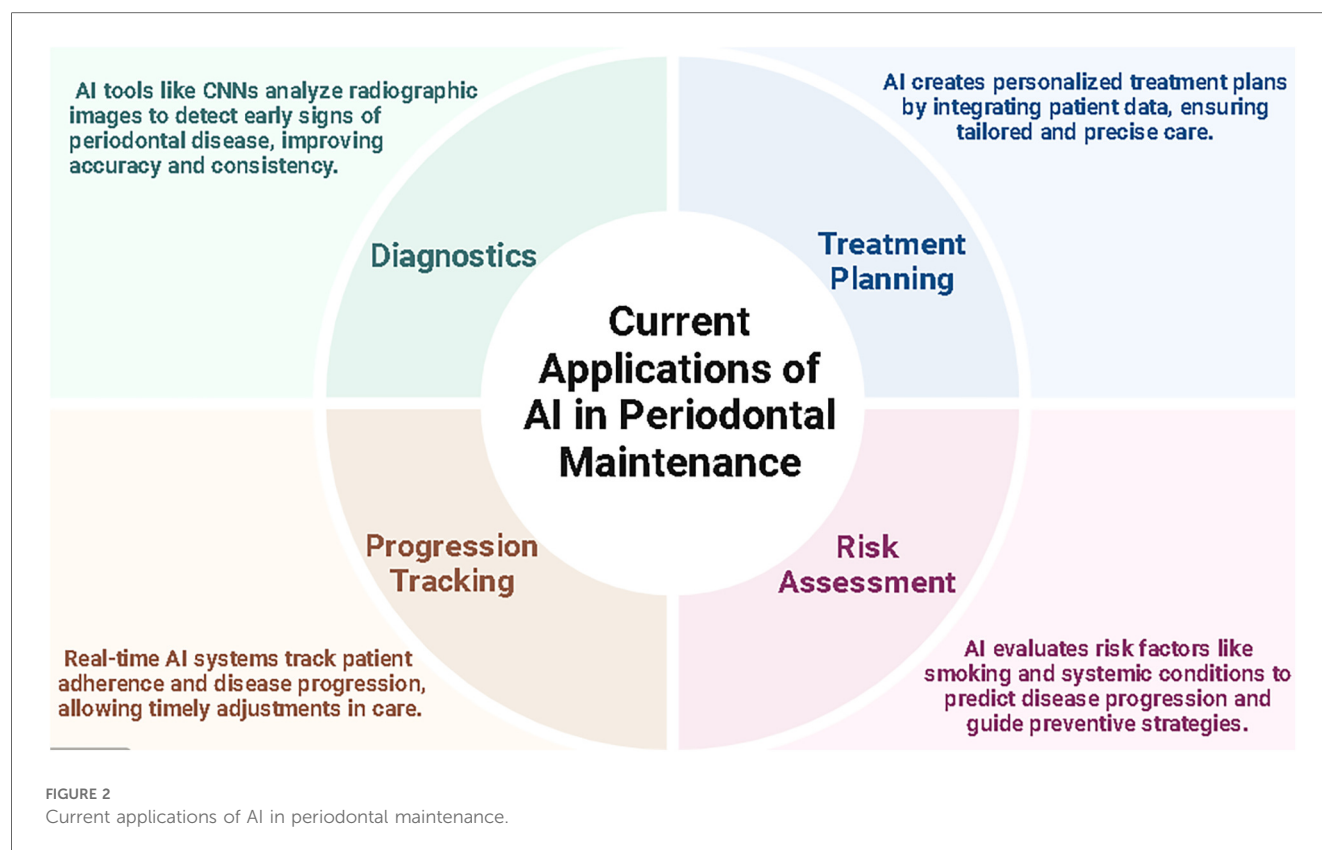 AI tools like CNNs analyze radiographic
images to detect early signs of
periodontal disease, improving
accuracy and consistency.
AI creates personalized treatment plans
by integrating patient data, ensuring
tailored and precise care.
Diagnostics
Treatment
Planning
Current
Applications of
AI in Periodontal
Maintenance
Progression
Tracking
Risk
Assessment
Real-time AI systems track patient
adherence and disease progression,
allowing timely adjustments in care.
AI evaluates risk factors like
smoking and systemic conditions to
predict disease progression and
guide preventive strategies.
FIGURE 2
Current applications of AI in periodontal maintenance.